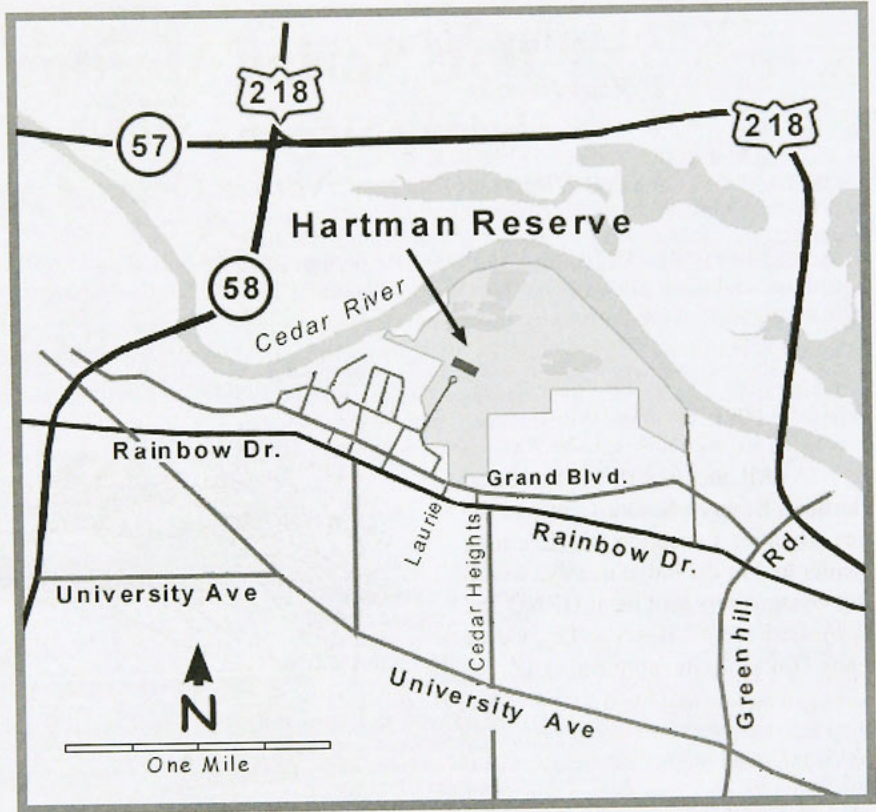 218
57
218
Hartman Reserve
58
Cedar River
Rainbow Dr.
Grand Blvd.
Laurie
Cedar Heights
Rainbow Dr.
Rd.
Greenhill
University Ave
University Ave
N
One Mile